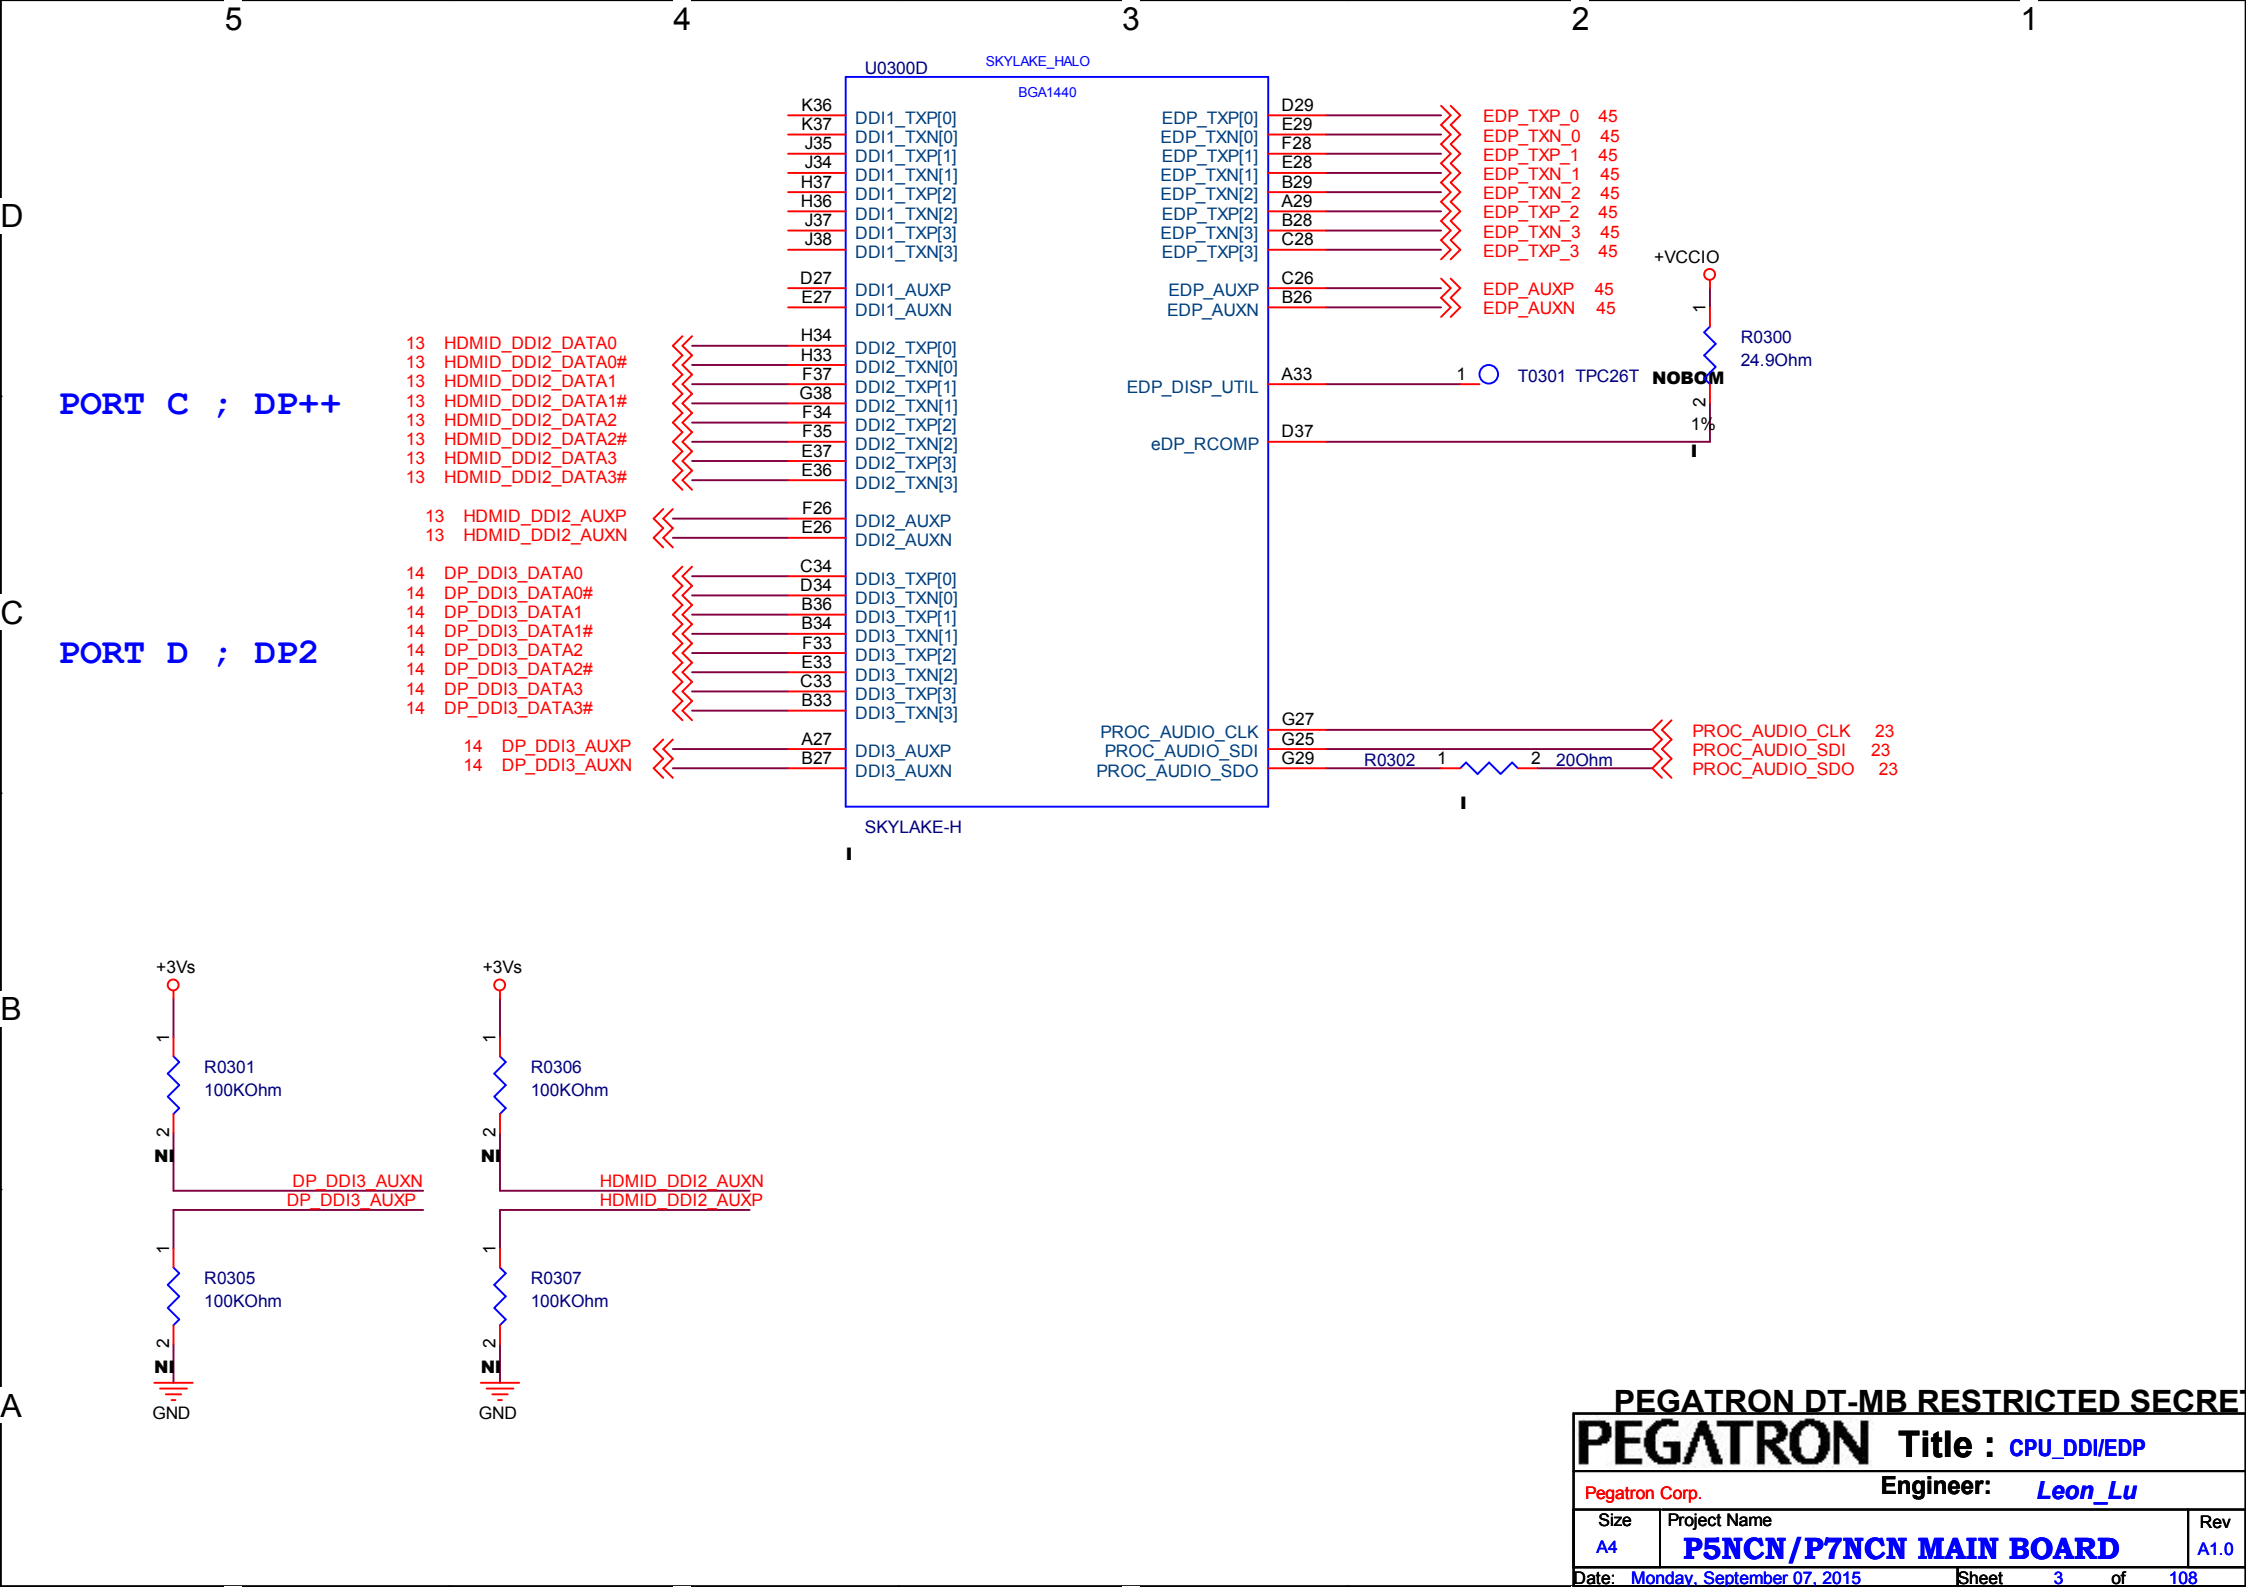 5 4 3 2 1
D
C
B
A
U0300D
SKYLAKE_HALO
BGA1440
K36 DDI1_TXP[0]
K37 DDI1_TXN[0]
J35 DDI1_TXP[1]
J34 DDI1_TXN[1]
H37 DDI1_TXP[2]
H36 DDI1_TXN[2]
J37 DDI1_TXP[3]
J38 DDI1_TXN[3]
D27 DDI1_AUXP
E27 DDI1_AUXN
PORT C ; DP++
13 HDMID_DDI2_DATA0 H34 DDI2_TXP[0]
13 HDMID_DDI2_DATA0# H33 DDI2_TXN[0]
13 HDMID_DDI2_DATA1 F37 DDI2_TXP[1]
13 HDMID_DDI2_DATA1# G38 DDI2_TXN[1]
13 HDMID_DDI2_DATA2 F34 DDI2_TXP[2]
13 HDMID_DDI2_DATA2# F35 DDI2_TXN[2]
13 HDMID_DDI2_DATA3 E37 DDI2_TXP[3]
13 HDMID_DDI2_DATA3# E36 DDI2_TXN[3]
13 HDMID_DDI2_AUXP F26 DDI2_AUXP
13 HDMID_DDI2_AUXN E26 DDI2_AUXN
PORT D ; DP2
14 DP_DDI3_DATA0 C34 DDI3_TXP[0]
14 DP_DDI3_DATA0# D34 DDI3_TXN[0]
14 DP_DDI3_DATA1 B36 DDI3_TXP[1]
14 DP_DDI3_DATA1# B34 DDI3_TXN[1]
14 DP_DDI3_DATA2 F33 DDI3_TXP[2]
14 DP_DDI3_DATA2# E33 DDI3_TXN[2]
14 DP_DDI3_DATA3 C33 DDI3_TXP[3]
14 DP_DDI3_DATA3# B33 DDI3_TXN[3]
14 DP_DDI3_AUXP A27 DDI3_AUXP
14 DP_DDI3_AUXN B27 DDI3_AUXN
EDP_TXP[0] D29 EDP_TXP_0 45
EDP_TXN[0] E29 EDP_TXN_0 45
EDP_TXP[1] F28 EDP_TXP_1 45
EDP_TXN[1] E28 EDP_TXN_1 45
EDP_TXN[2] B29 EDP_TXN_2 45
EDP_TXP[2] A29 EDP_TXP_2 45
EDP_TXN[3] B28 EDP_TXN_3 45
EDP_TXP[3] C28 EDP_TXP_3 45
EDP_AUXP C26 EDP_AUXP 45
EDP_AUXN B26 EDP_AUXN 45
EDP_DISP_UTIL A33 1 T0301 TPC26T NOBOM
eDP_RCOMP D37
+VCCIO
1
R0300
24.9Ohm
2
1%
I
PROC_AUDIO_CLK G27 PROC_AUDIO_CLK 23
PROC_AUDIO_SDI G25 PROC_AUDIO_SDI 23
PROC_AUDIO_SDO G29 R0302 1 2 20Ohm PROC_AUDIO_SDO 23
I
SKYLAKE-H
I
+3Vs
1
R0301
100KOhm
2
NI
DP_DDI3_AUXN
DP_DDI3_AUXP
1
R0305
100KOhm
2
NI
GND
+3Vs
1
R0306
100KOhm
2
NI
HDMID_DDI2_AUXN
HDMID_DDI2_AUXP
1
R0307
100KOhm
2
NI
GND
PEGATRON DT-MB RESTRICTED SECRET
PEGATRON Title : CPU_DDI/EDP
Pegatron Corp. Engineer: Leon_Lu
Size Project Name Rev
A4 P5NCN/P7NCN MAIN BOARD A1.0
Date: Monday, September 07, 2015 Sheet 3 of 108